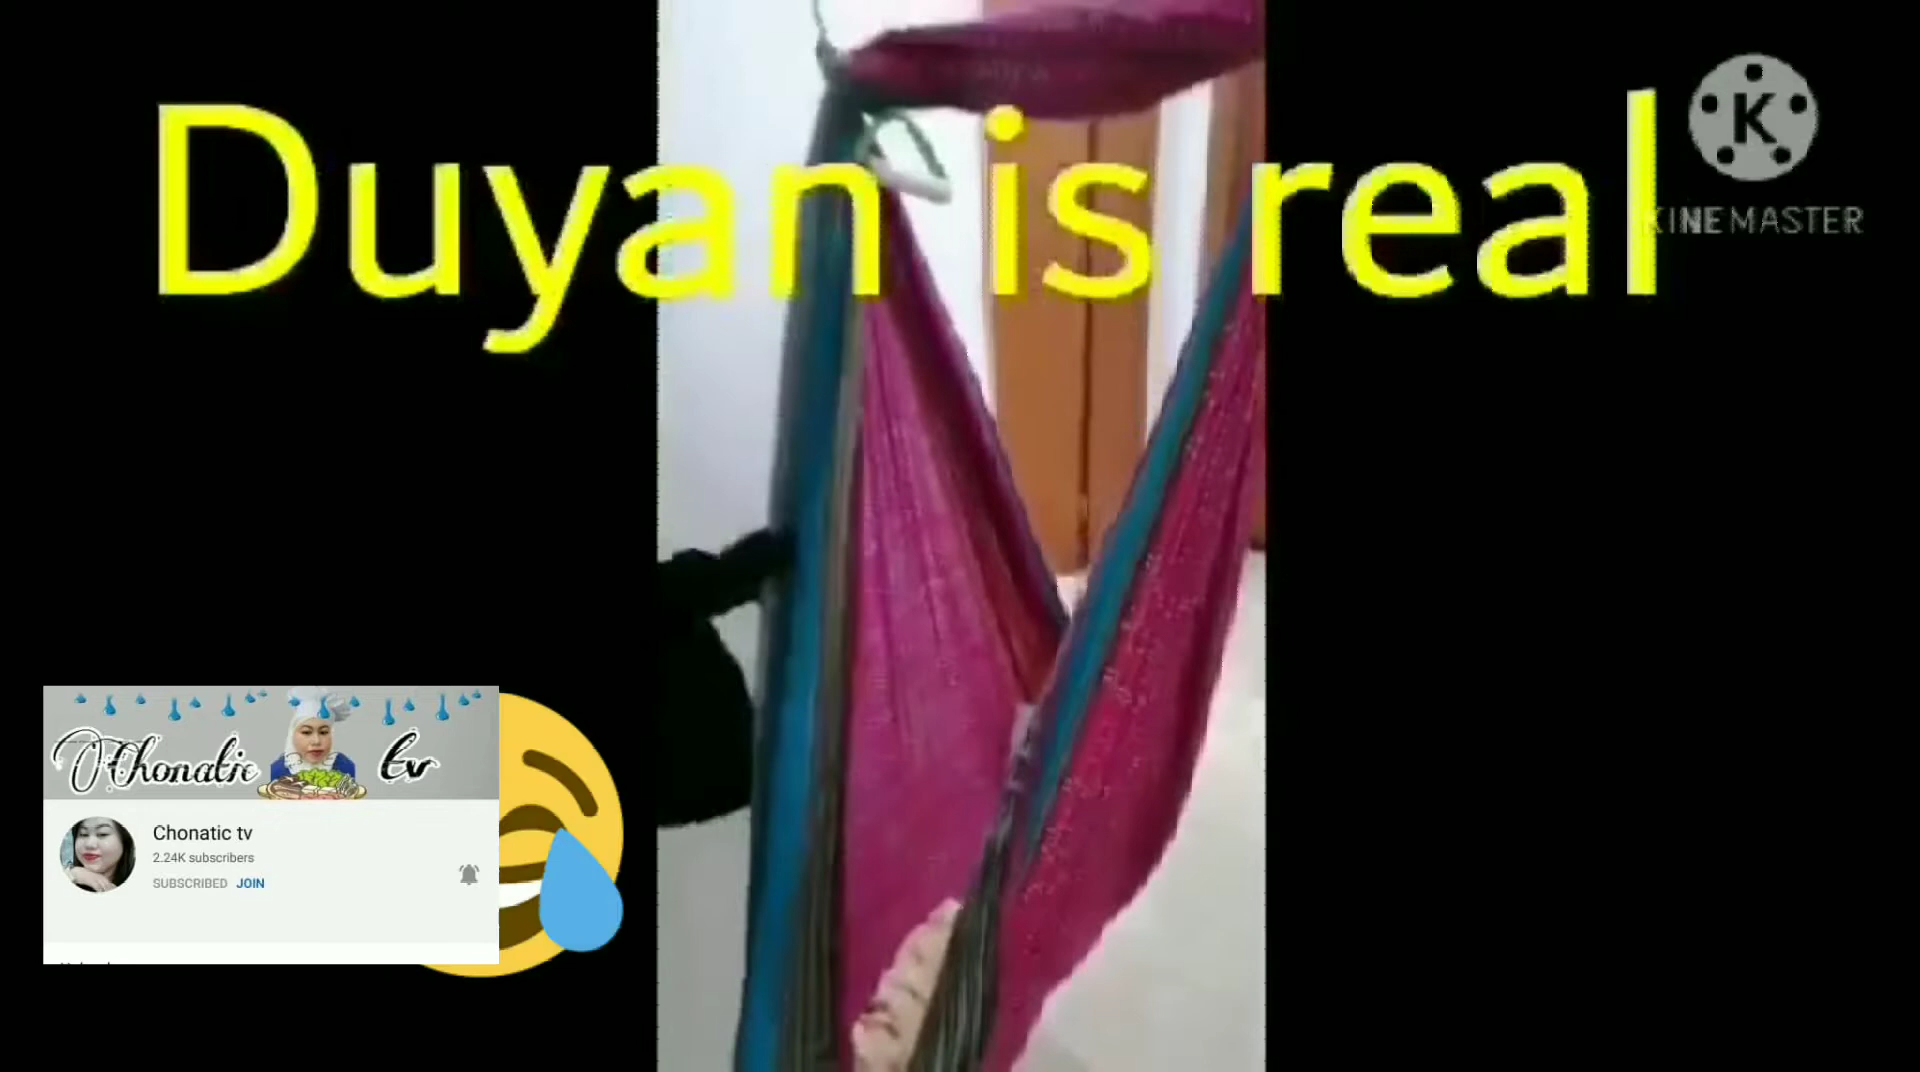 Duyan is real
K
KINEMASTER
Chonatic tv
Chonatic tv
2.24K subscribers
SUBSCRIBED JOIN